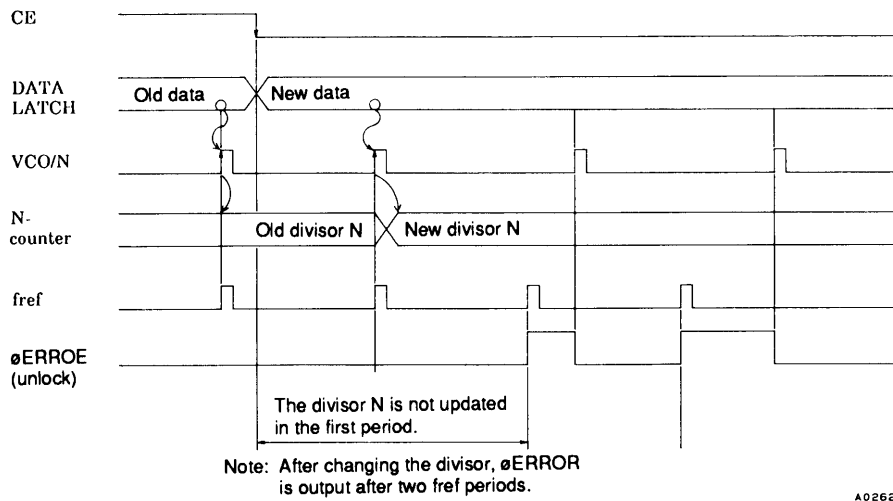 CE
DATA
LATCH
Old data
New data
VCO/N
N-
counter
Old divisor N
New divisor N
fref
øERROE
(unlock)
The divisor N is not updated
in the first period.
Note: After changing the divisor, øERROR
is output after two fref periods.
A0262